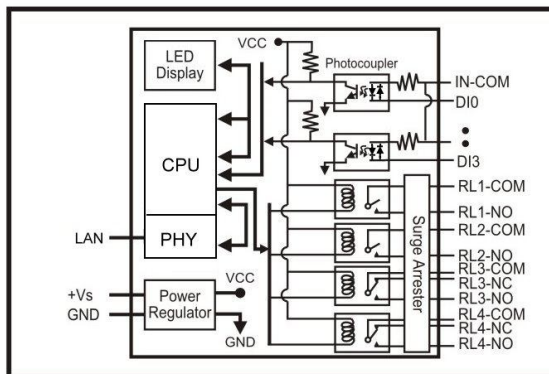 VCC
LED
Display
Photocoupler
IN-COM
DI0
CPU
DI3
RL1-COM
RL1-NO
RL2-COM
Surge Arrester
LAN
PHY
RL2-NO
RL3-COM
RL3-NC
RL3-NO
+Vs
GND
Power
Regulator
VCC
GND
RL4-COM
RL4-NC
RL4-NO